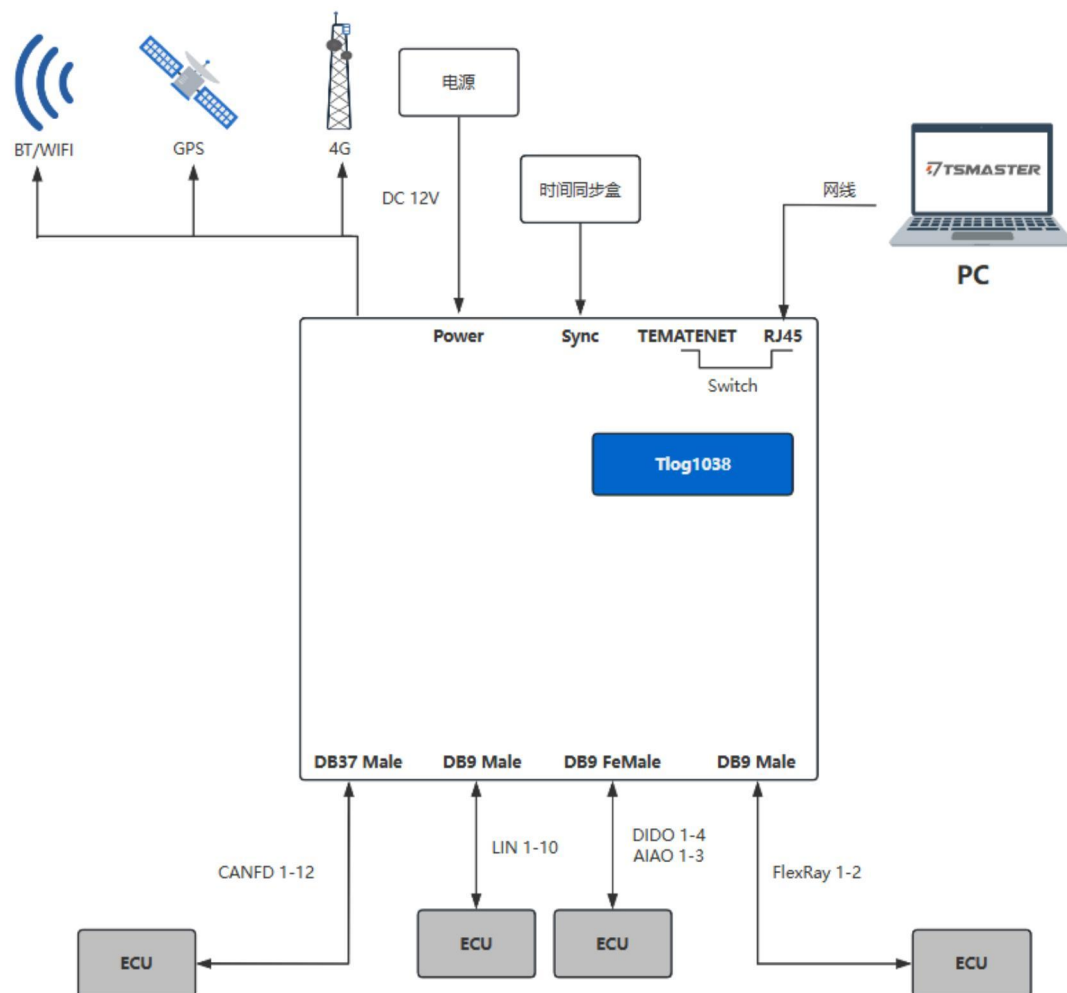 电源
BT/WIFI
GPS
4G
DC 12V
时间同步盒
网线
TSMASTER
PC
Power
Sync
TEMATENET
RJ45
Switch
Tlog1038
DB37 Male
DB9 Male
DB9 FeMale
DB9 Male
CANFD 1-12
LIN 1-10
DIDO 1-4
AIAO 1-3
FlexRay 1-2
ECU
ECU
ECU
ECU